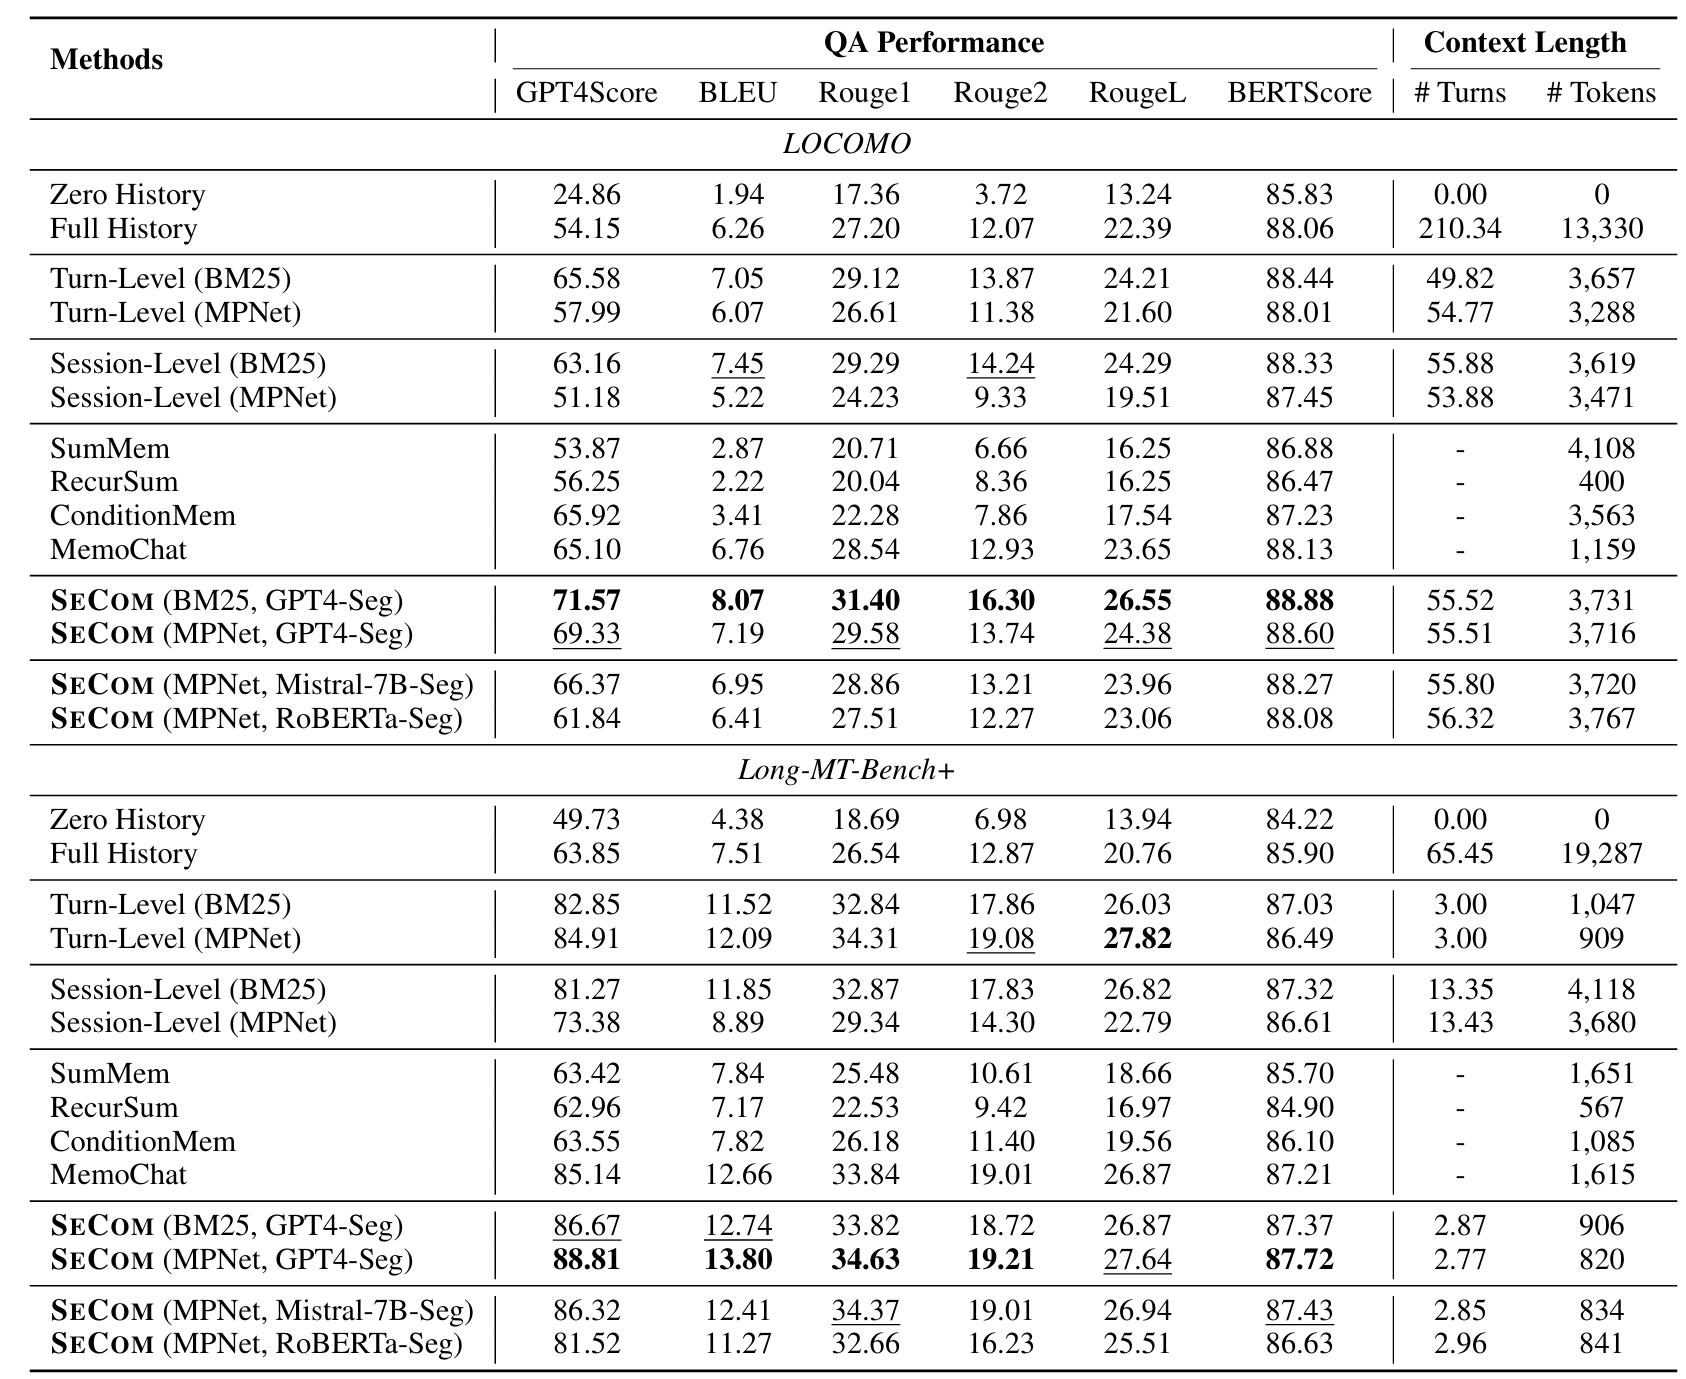 Methods QA Performance Context Length
GPT4Score BLEU Rouge1 Rouge2 RougeL BERTScore # Turns # Tokens
LOCOMO
Zero History 24.86 1.94 17.36 3.72 13.24 85.83 0.00 0
Full History 54.15 6.26 27.20 12.07 22.39 88.06 210.34 13,330
Turn-Level (BM25) 65.58 7.05 29.12 13.87 24.21 88.44 49.82 3,657
Turn-Level (MPNet) 57.99 6.07 26.61 11.38 21.60 88.01 54.77 3,288
Session-Level (BM25) 63.16 7.45 29.29 14.24 24.29 88.33 55.88 3,619
Session-Level (MPNet) 51.18 5.22 24.23 9.33 19.51 87.45 53.88 3,471
SumMem 53.87 2.87 20.71 6.66 16.25 86.88 - 4,108
RecurSum 56.25 2.22 20.04 8.36 16.25 86.47 - 400
ConditionMem 65.92 3.41 22.28 7.86 17.54 87.23 - 3,563
MemoChat 65.10 6.76 28.54 12.93 23.65 88.13 - 1,159
SECOM (BM25, GPT4-Seg) 71.57 8.07 31.40 16.30 26.55 88.88 55.52 3,731
SECOM (MPNet, GPT4-Seg) 69.33 7.19 29.58 13.74 24.38 88.60 55.51 3,716
SECOM (MPNet, Mistral-7B-Seg) 66.37 6.95 28.86 13.21 23.96 88.27 55.80 3,720
SECOM (MPNet, RoBERTa-Seg) 61.84 6.41 27.51 12.27 23.06 88.08 56.32 3,767
Long-MT-Bench+
Zero History 49.73 4.38 18.69 6.98 13.94 84.22 0.00 0
Full History 63.85 7.51 26.54 12.87 20.76 85.90 65.45 19,287
Turn-Level (BM25) 82.85 11.52 32.84 17.86 26.03 87.03 3.00 1,047
Turn-Level (MPNet) 84.91 12.09 34.31 19.08 27.82 86.49 3.00 909
Session-Level (BM25) 81.27 11.85 32.87 17.83 26.82 87.32 13.35 4,118
Session-Level (MPNet) 73.38 8.89 29.34 14.30 22.79 86.61 13.43 3,680
SumMem 63.42 7.84 25.48 10.61 18.66 85.70 - 1,651
RecurSum 62.96 7.17 22.53 9.42 16.97 84.90 - 567
ConditionMem 63.55 7.82 26.18 11.40 19.56 86.10 - 1,085
MemoChat 85.14 12.66 33.84 19.01 26.87 87.21 - 1,615
SECOM (BM25, GPT4-Seg) 86.67 12.74 33.82 18.72 26.87 87.37 2.87 906
SECOM (MPNet, GPT4-Seg) 88.81 13.80 34.63 19.21 27.64 87.72 2.77 820
SECOM (MPNet, Mistral-7B-Seg) 86.32 12.41 34.37 19.01 26.94 87.43 2.85 834
SECOM (MPNet, RoBERTa-Seg) 81.52 11.27 32.66 16.23 25.51 86.63 2.96 841